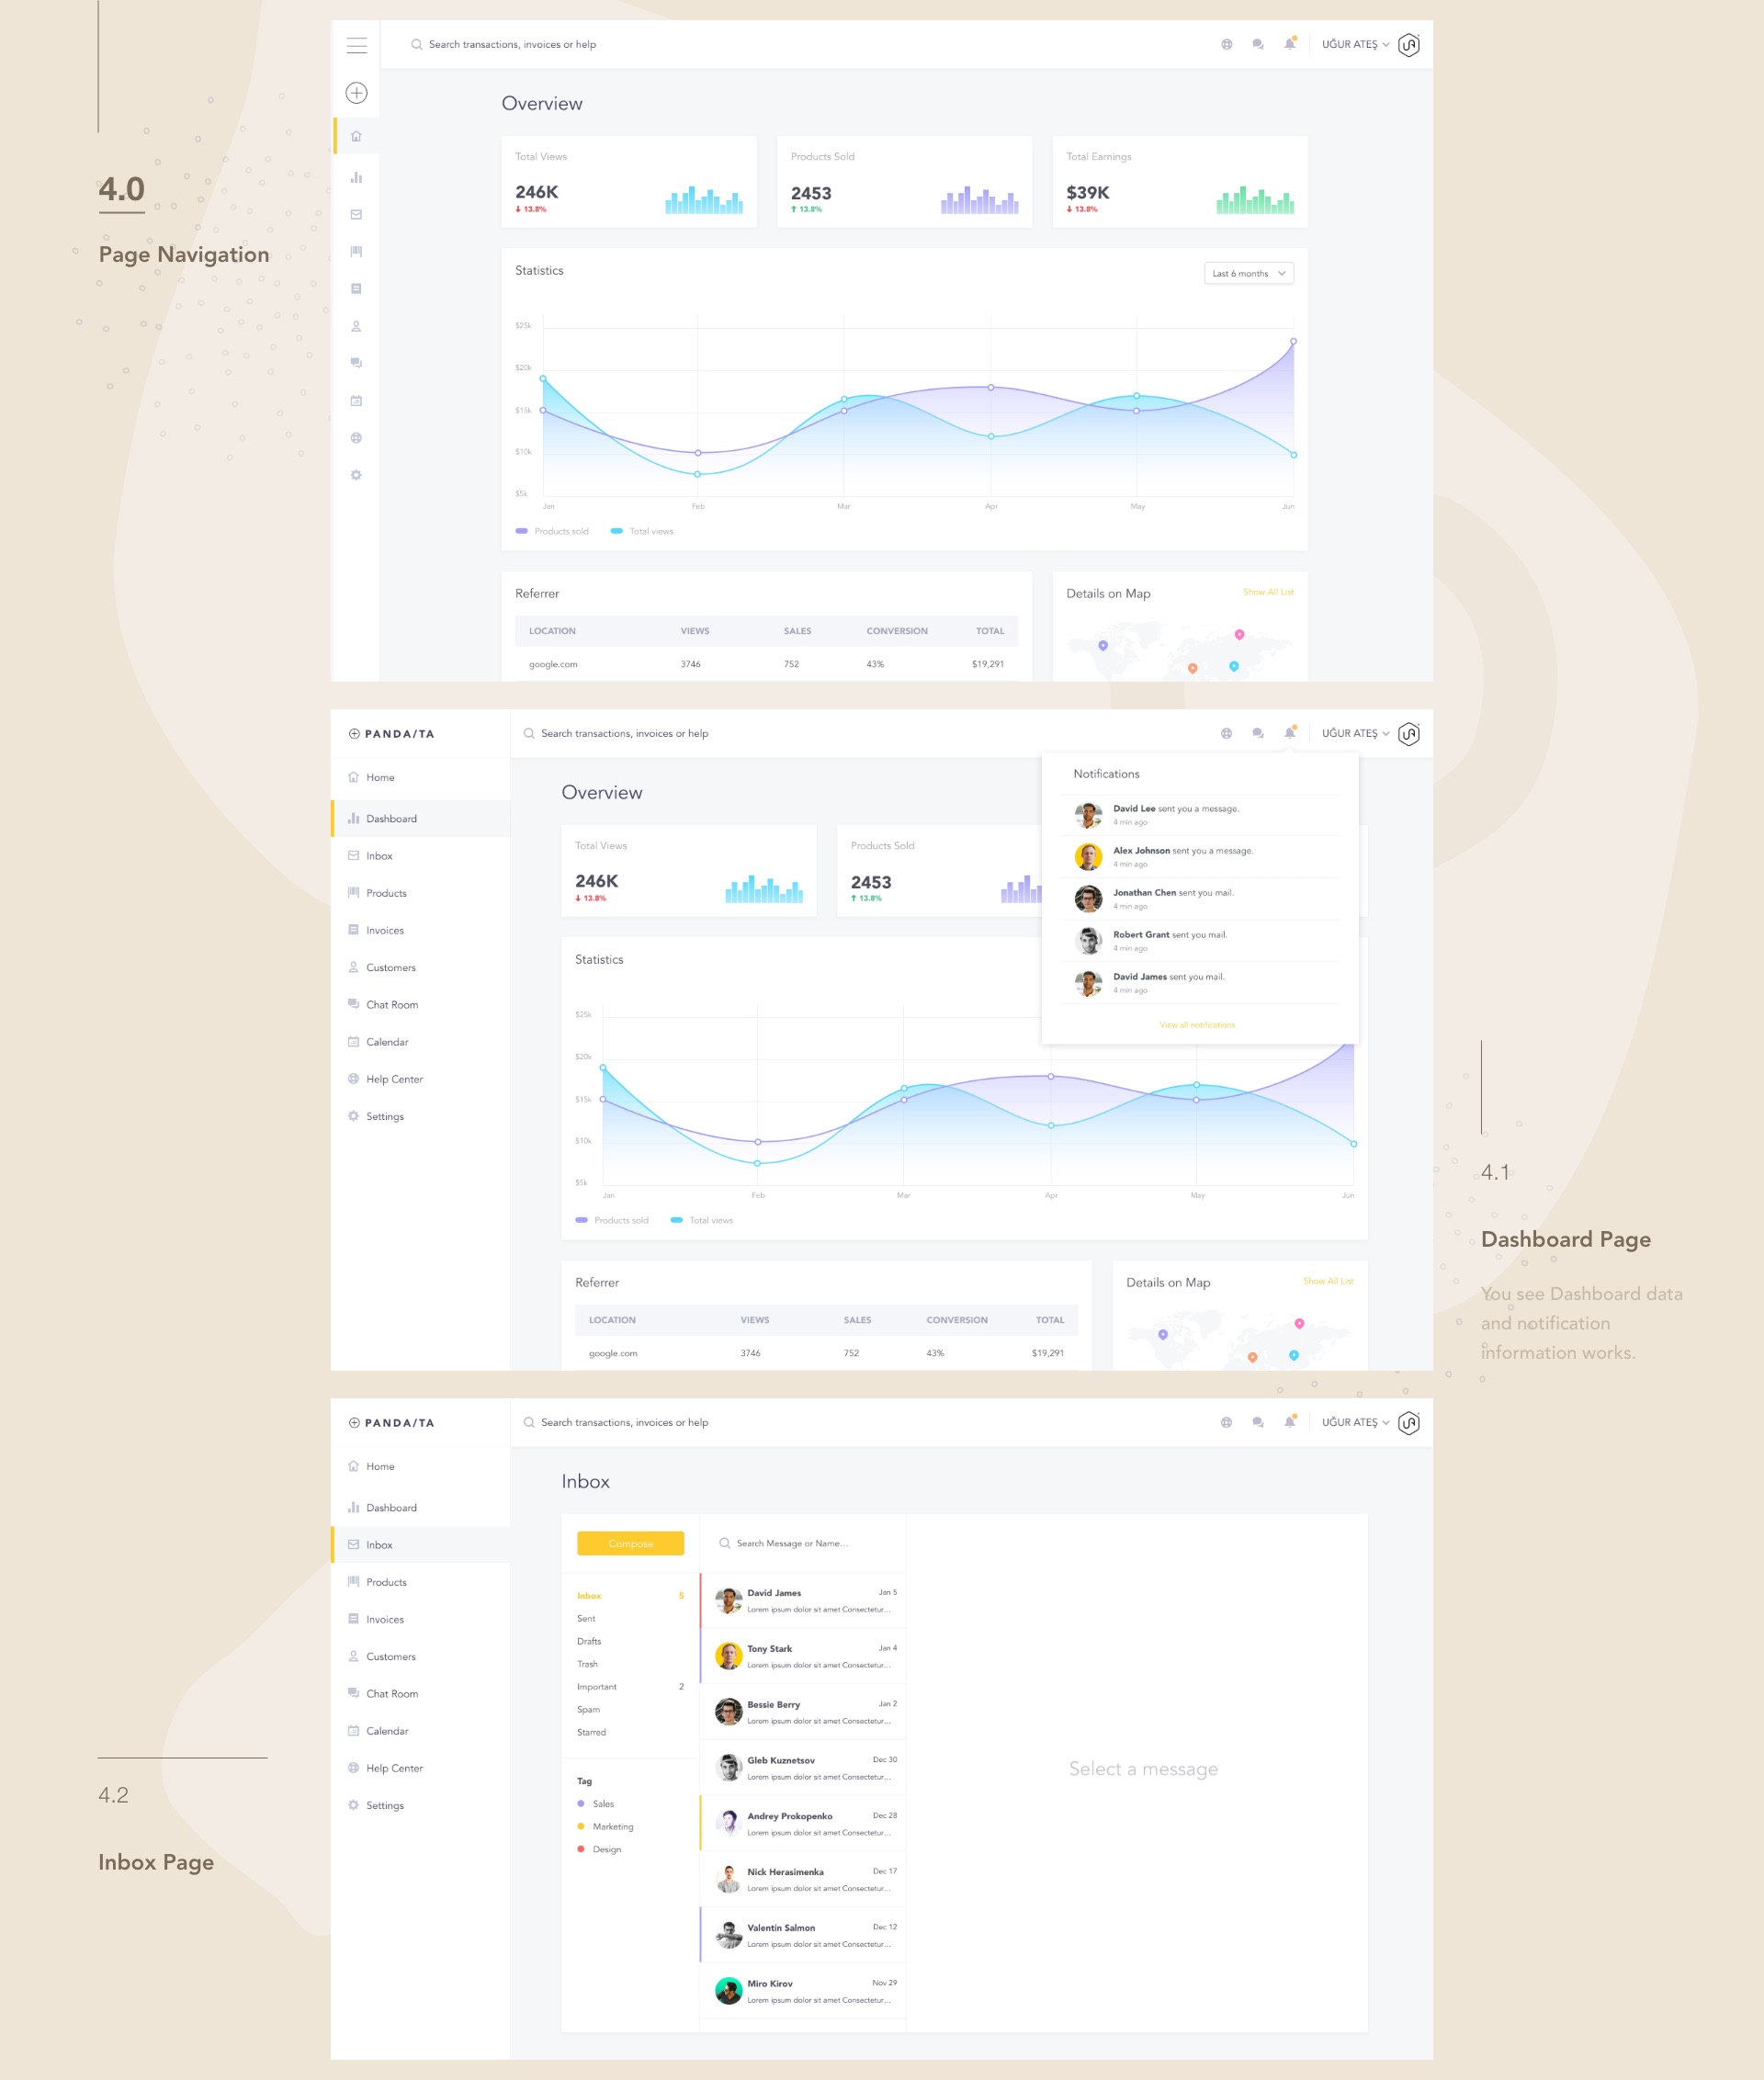 4.0
Page Navigation
Search transactions, invoices or help
UĞUR ATEŞ
Overview
Total Views
246K
13.8%
Products Sold
2453
13.8%
Total Earnings
$39K
13.8%
Statistics
Last 6 months
$25k
$20k
$15k
$10k
$5k
Jan Feb Mar Apr May Jun
Products sold Total views
Referrer
LOCATION VIEWS SALES CONVERSION TOTAL
google.com 3746 752 43% $19,291
Details on Map
Show All List
PANDA/TA
Search transactions, invoices or help
UĞUR ATEŞ
Home
Dashboard
Inbox
Products
Invoices
Customers
Chat Room
Calendar
Help Center
Settings
Overview
Total Views
246K
13.8%
Products Sold
2453
13.8%
Notifications
David Lee sent you a message.
4 min ago
Alex Johnson sent you a message.
4 min ago
Jonathan Chen sent you mail.
4 min ago
Robert Grant sent you mail.
4 min ago
David James sent you mail.
4 min ago
View all notifications
Statistics
$25k
$20k
$15k
$10k
$5k
Jan Feb Mar Apr May Jun
Products sold Total views
Referrer
LOCATION VIEWS SALES CONVERSION TOTAL
google.com 3746 752 43% $19,291
Details on Map
Show All List
4.1
Dashboard Page
You see Dashboard data
and notification
information works.
PANDA/TA
Search transactions, invoices or help
UĞUR ATEŞ
Home
Dashboard
Inbox
Products
Invoices
Customers
Chat Room
Calendar
Help Center
Settings
Inbox
Compose
Inbox 5
Sent
Drafts
Trash
Important 2
Spam
Starred
Tag
Sales
Marketing
Design
Search Message or Name...
David James Jan 5
Lorem ipsum dolor sit amet Consectetur...
Tony Stark Jan 4
Lorem ipsum dolor sit amet Consectetur...
Bessie Berry Jan 2
Lorem ipsum dolor sit amet Consectetur...
Gleb Kuznetsov Dec 30
Lorem ipsum dolor sit amet Consectetur...
Andrey Prokopenko Dec 28
Lorem ipsum dolor sit amet Consectetur...
Nick Herasimenka Dec 17
Lorem ipsum dolor sit amet Consectetur...
Valentin Salmon Dec 12
Lorem ipsum dolor sit amet Consectetur...
Miro Kirov Nov 29
Lorem ipsum dolor sit amet Consectetur...
Select a message
4.2
Inbox Page